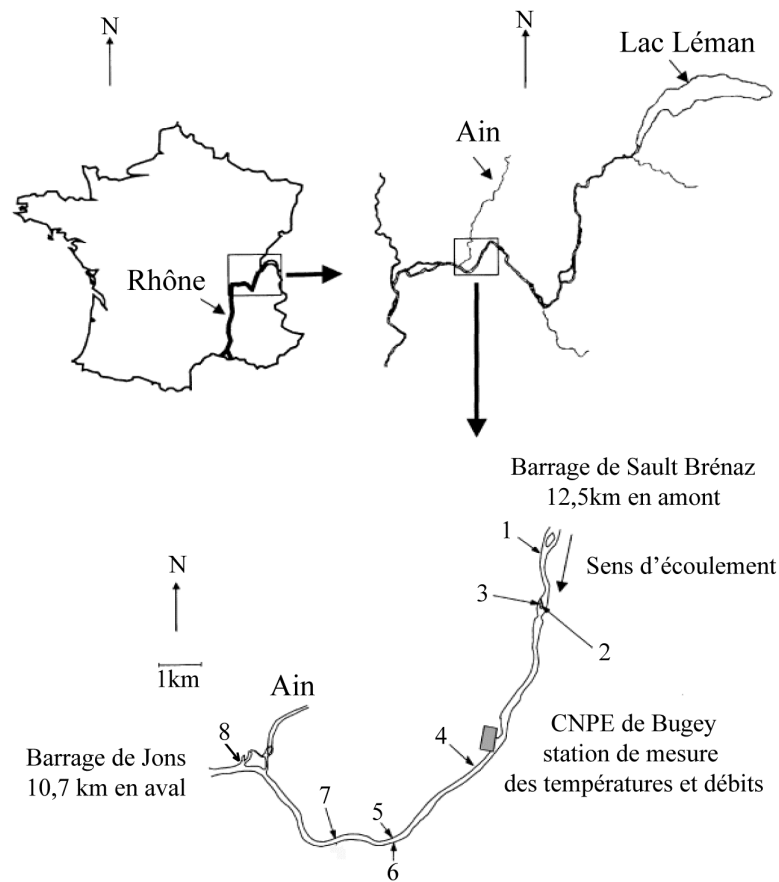 N
N
Lac Léman
Ain
Rhône
Barrage de Sault Brénaz
12,5km en amont
1
Sens d'écoulement
N
3
2
1km
Ain
CNPE de Bugey
station de mesure
des températures et débits
4
8
Barrage de Jons
10,7 km en aval
7
5
6